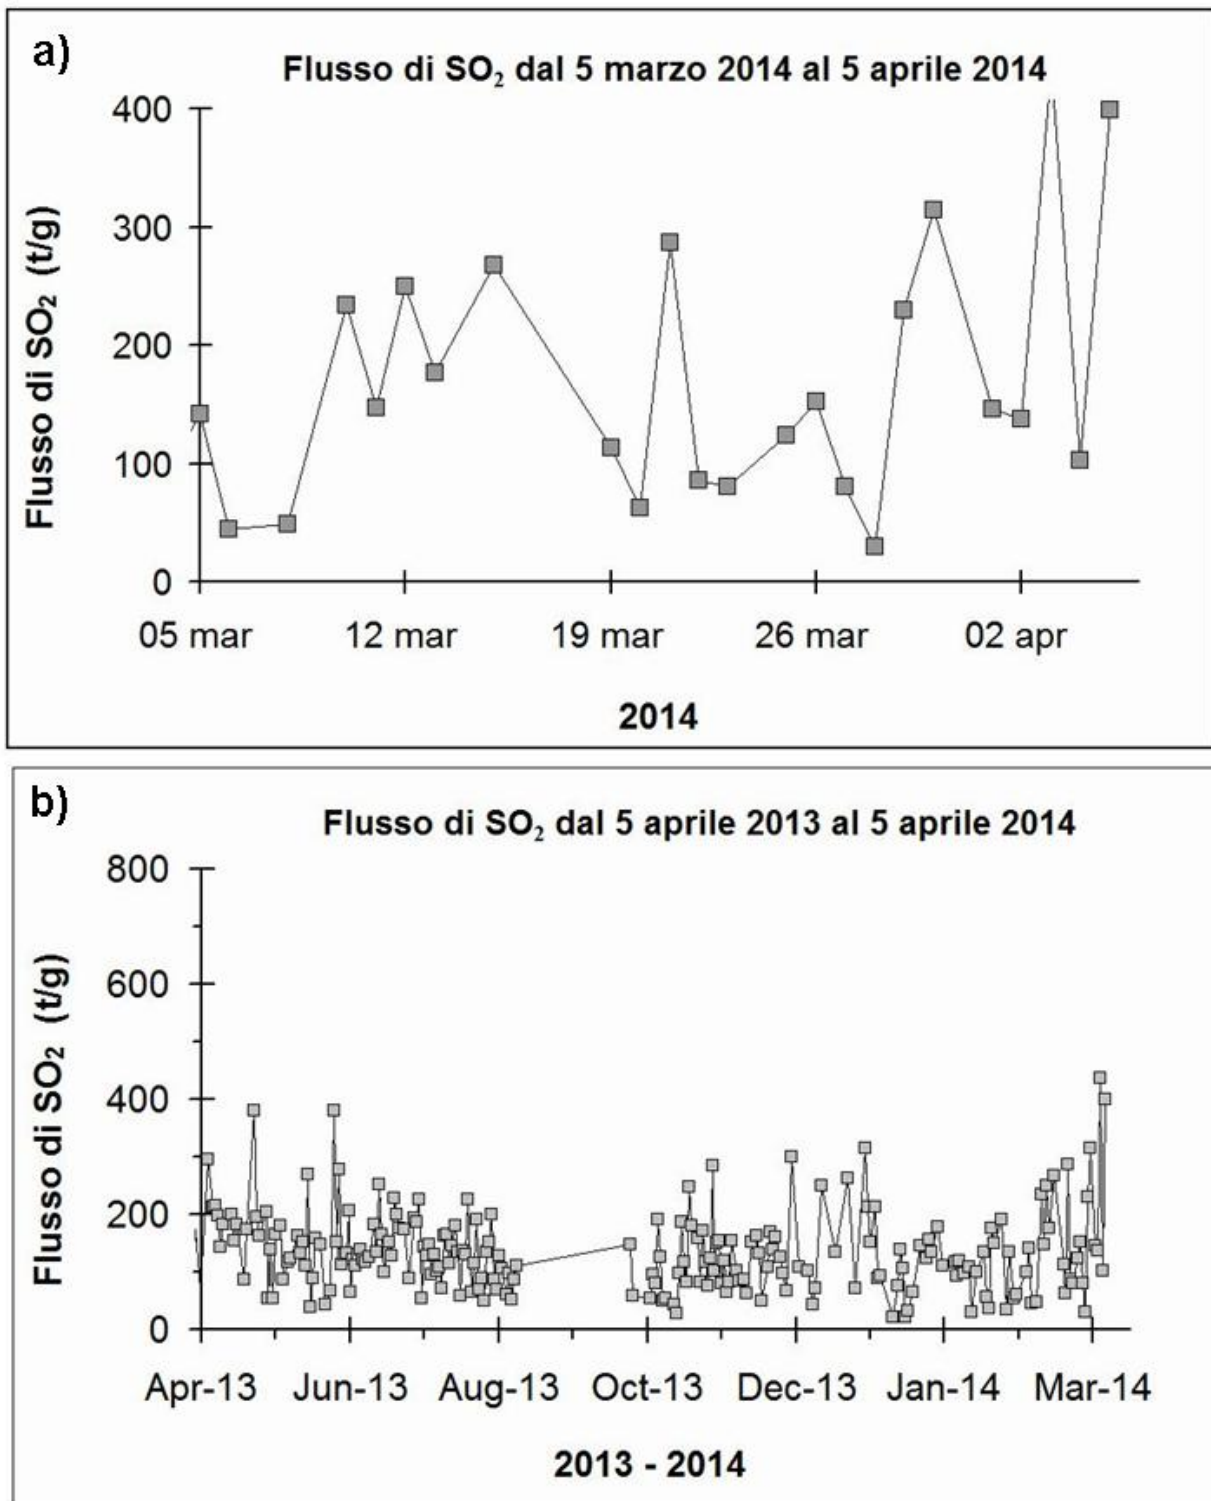 a)
Flusso di SO₂ dal 5 marzo 2014 al 5 aprile 2014
Flusso di SO₂ (t/g)
400
300
200
100
0
05 mar 12 mar 19 mar 26 mar 02 apr
2014
b)
Flusso di SO₂ dal 5 aprile 2013 al 5 aprile 2014
Flusso di SO₂ (t/g)
800
600
400
200
0
Apr-13 Jun-13 Aug-13 Oct-13 Dec-13 Jan-14 Mar-14
2013 - 2014